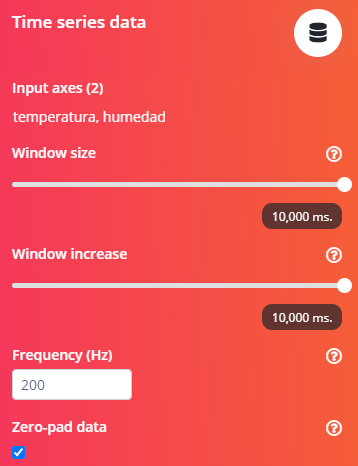 Time series data
Input axes (2)
temperatura, humedad
Window size
10,000 ms.
Window increase
10,000 ms.
Frequency (Hz)
200
Zero-pad data